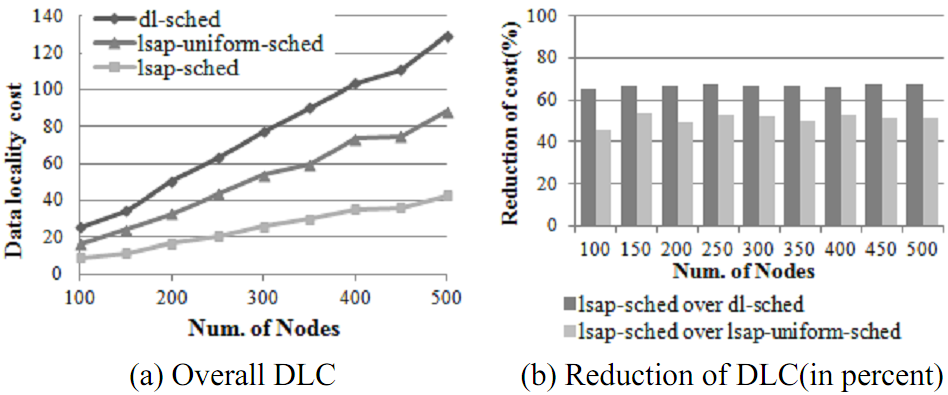 140
120
100
80
60
40
20
0
Data locality cost
dl-sched
lsap-uniform-sched
lsap-sched
100 200 300 400 500
Num. of Nodes
(a) Overall DLC
100
80
60
40
20
0
Reduction of cost(%)
100 150 200 250 300 350 400 450 500
Num. of Nodes
lsap-sched over dl-sched
lsap-sched over lsap-uniform-sched
(b) Reduction of DLC(in percent)